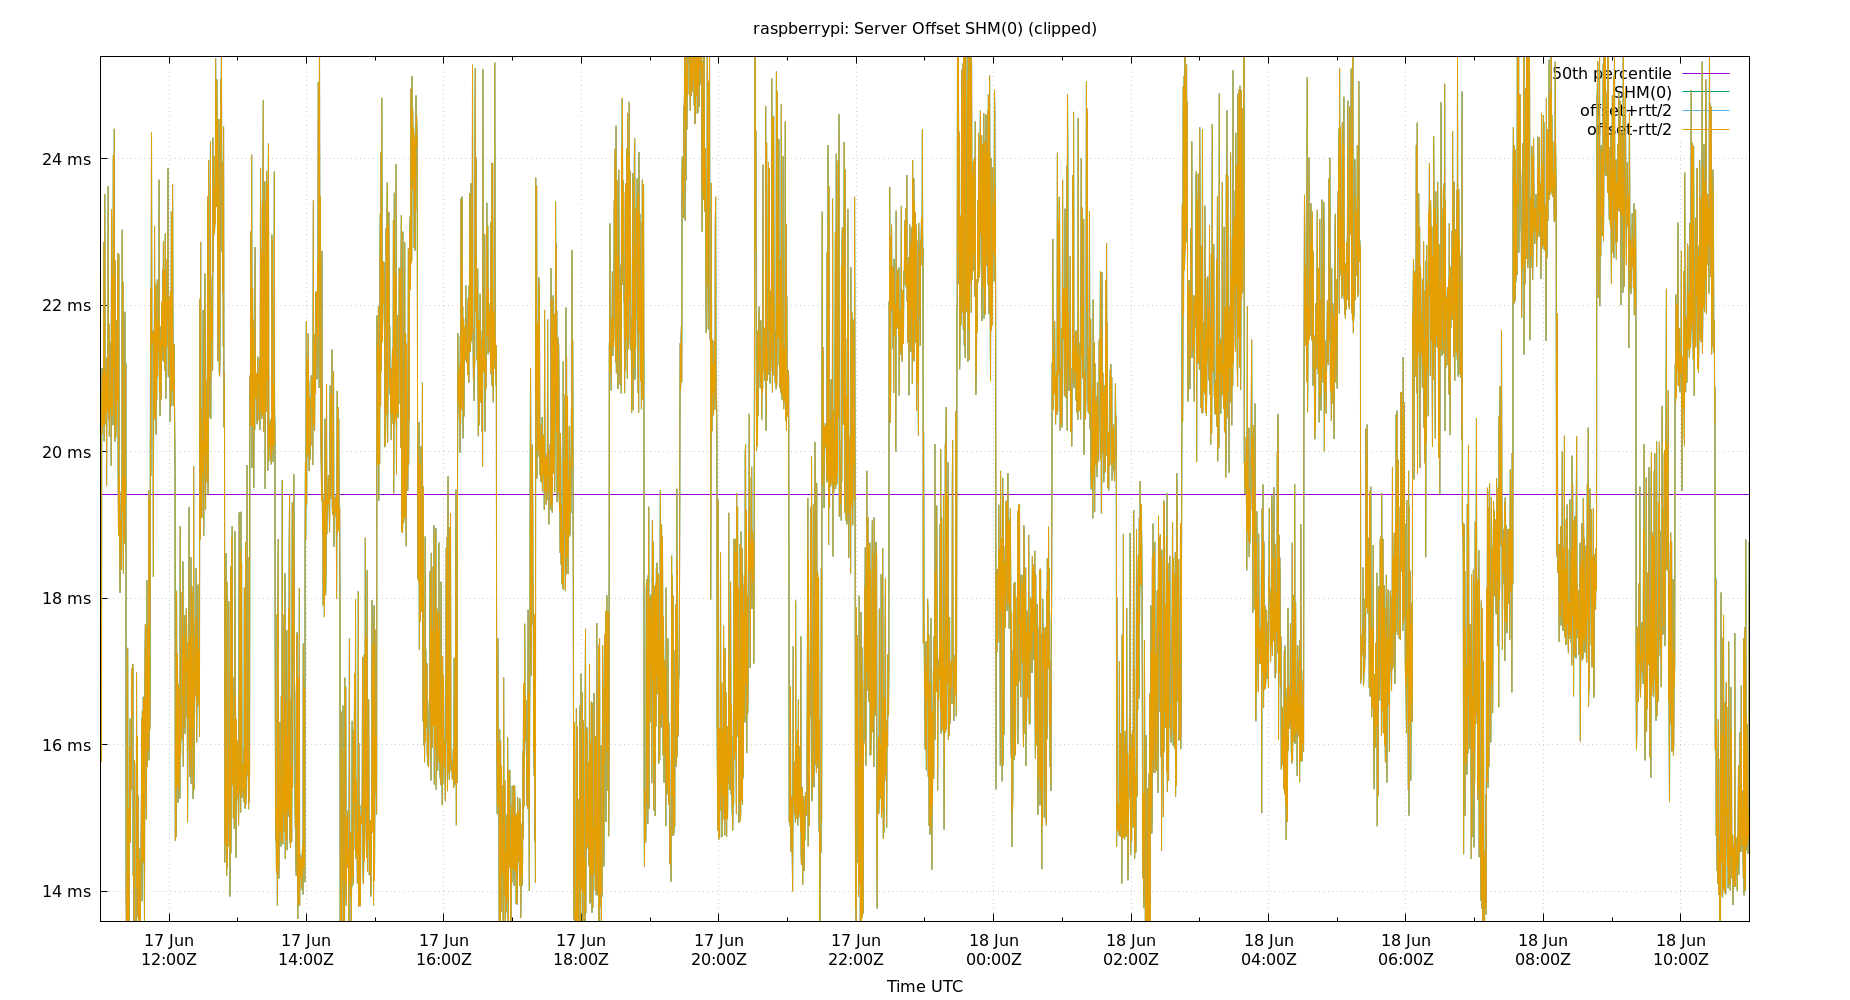 raspberrypi: Server Offset SHM(0) (clipped)
50th percentile
SHM(0)
offset+rtt/2
offset-rtt/2
24 ms
22 ms
20 ms
18 ms
16 ms
14 ms
17 Jun 17 Jun 17 Jun 17 Jun 17 Jun 17 Jun 18 Jun 18 Jun 18 Jun 18 Jun 18 Jun 18 Jun
12:00Z 14:00Z 16:00Z 18:00Z 20:00Z 22:00Z 00:00Z 02:00Z 04:00Z 06:00Z 08:00Z 10:00Z
Time UTC